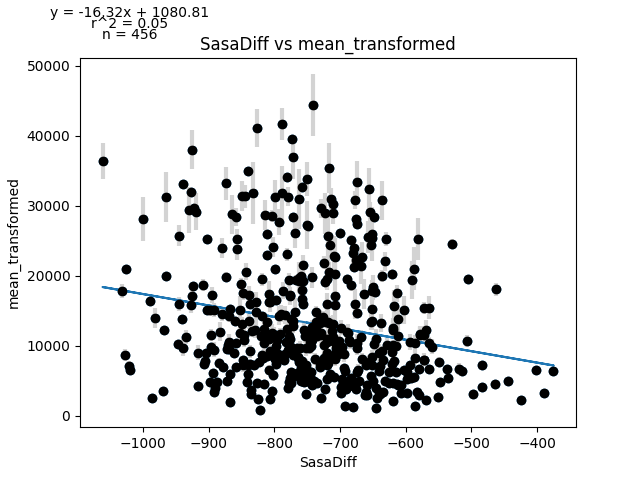 y = -16.32x + 1080.81
r^2 = 0.05
n = 456
SasaDiff vs mean_transformed
50000
40000
30000
20000
10000
0
mean_transformed
−1000
−900
−800
−700
−600
−500
−400
SasaDiff